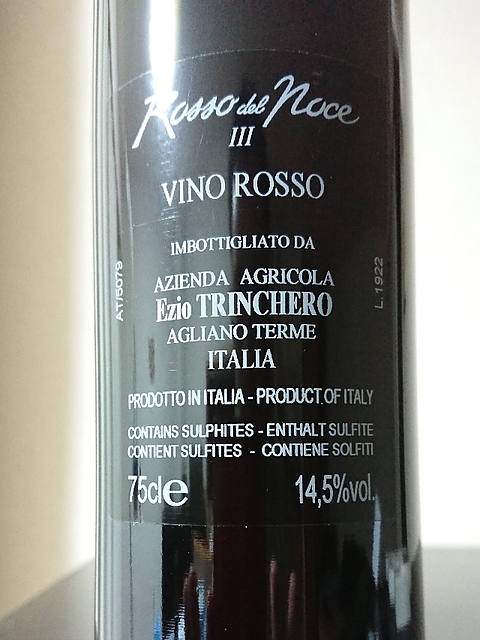 Rosso del Noce
III
VINO ROSSO
IMBOTTIGLIATO DA
AZIENDA AGRICOLA
Ezio TRINCHERO
AGLIANO TERME
ITALIA
AT/5079
L.1922
PRODOTTO IN ITALIA - PRODUCT OF ITALY
CONTAINS SULPHITES - ENTHALT SULFITE
CONTIENT SULFITES - CONTIENE SOLFITI
75cl e 14,5%vol.